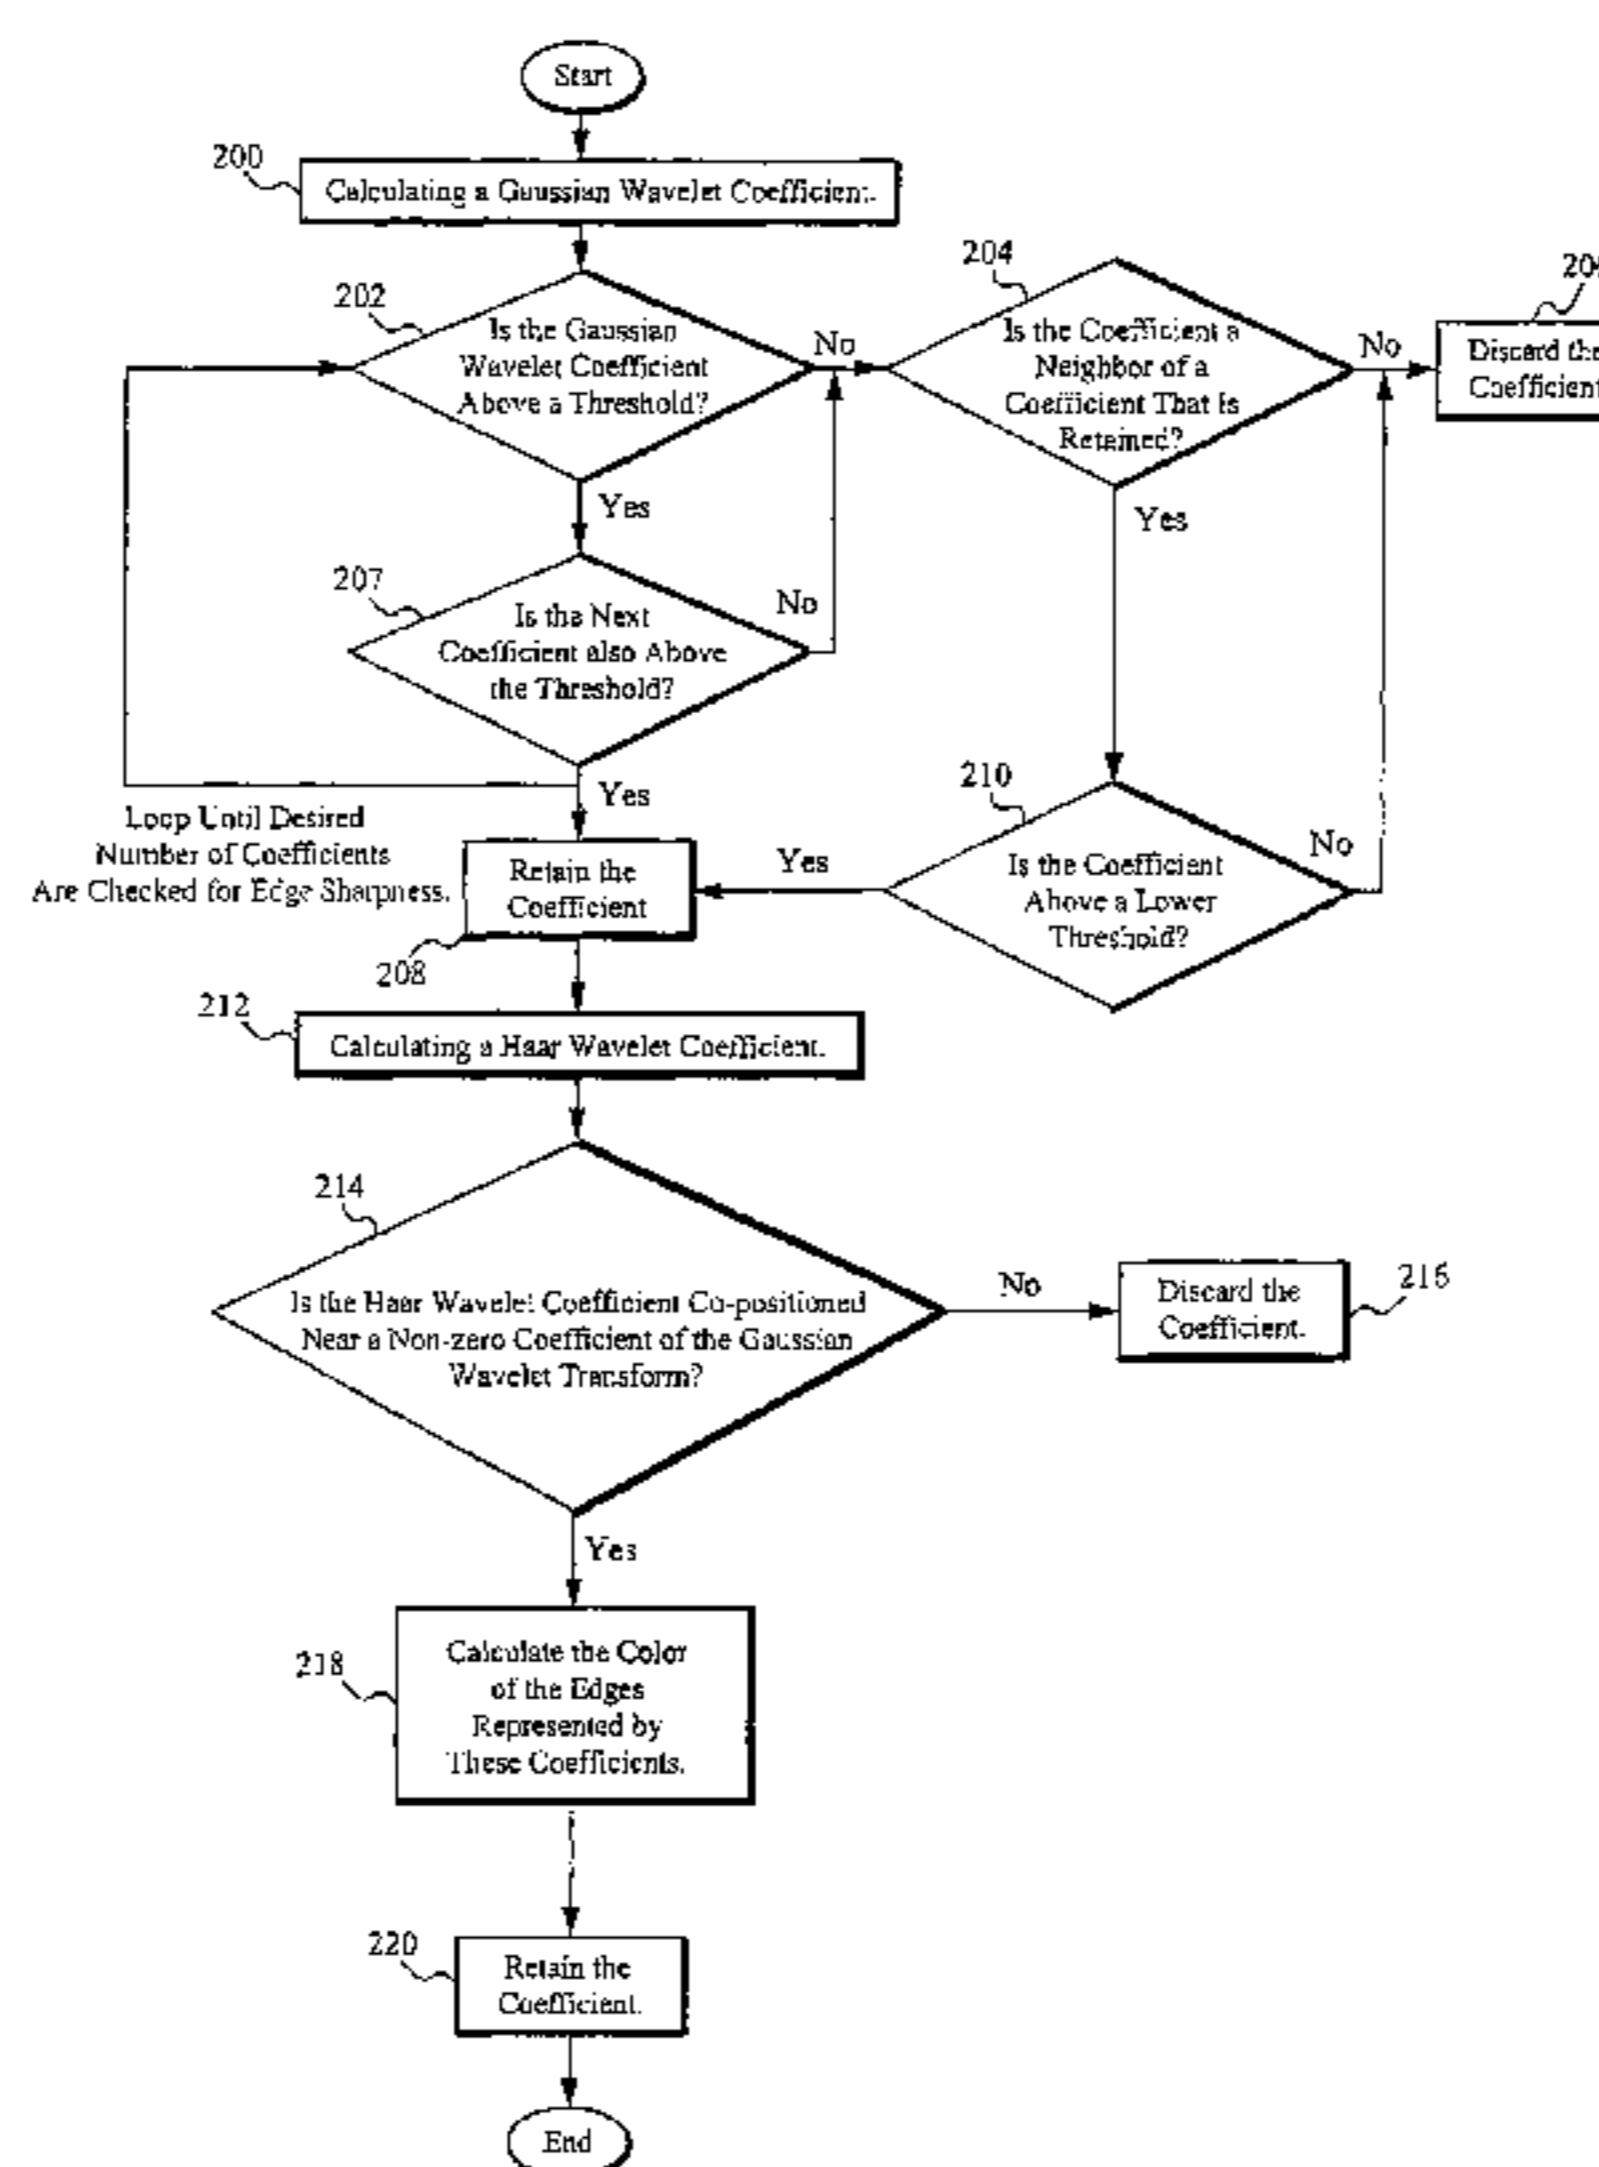 Start
200
Calculating a Gaussian Wavelet Coefficient.
202
Is the Gaussian
Wavelet Coefficient
Above a Threshold?
No
204
Is the Coefficient a
Neighbor of a
Coefficient That Is
Retained?
No
Discard the
Coefficient
Yes
207
Is the Next
Coefficient also Above
the Threshold?
No
Yes
Yes
Loop Until Desired
Number of Coefficients
Are Checked for Edge Sharpness.
Retain the
Coefficient
208
Yes
210
Is the Coefficient
Above a Lower
Threshold?
No
212
Calculating a Haar Wavelet Coefficient.
214
Is the Haar Wavelet Coefficient Co-positioned
Near a Non-zero Coefficient of the Gaussian
Wavelet Transform?
No
Discard the
Coefficient.
216
Yes
218
Calculate the Color
of the Edges
Represented by
These Coefficients.
220
Retain the
Coefficient.
End